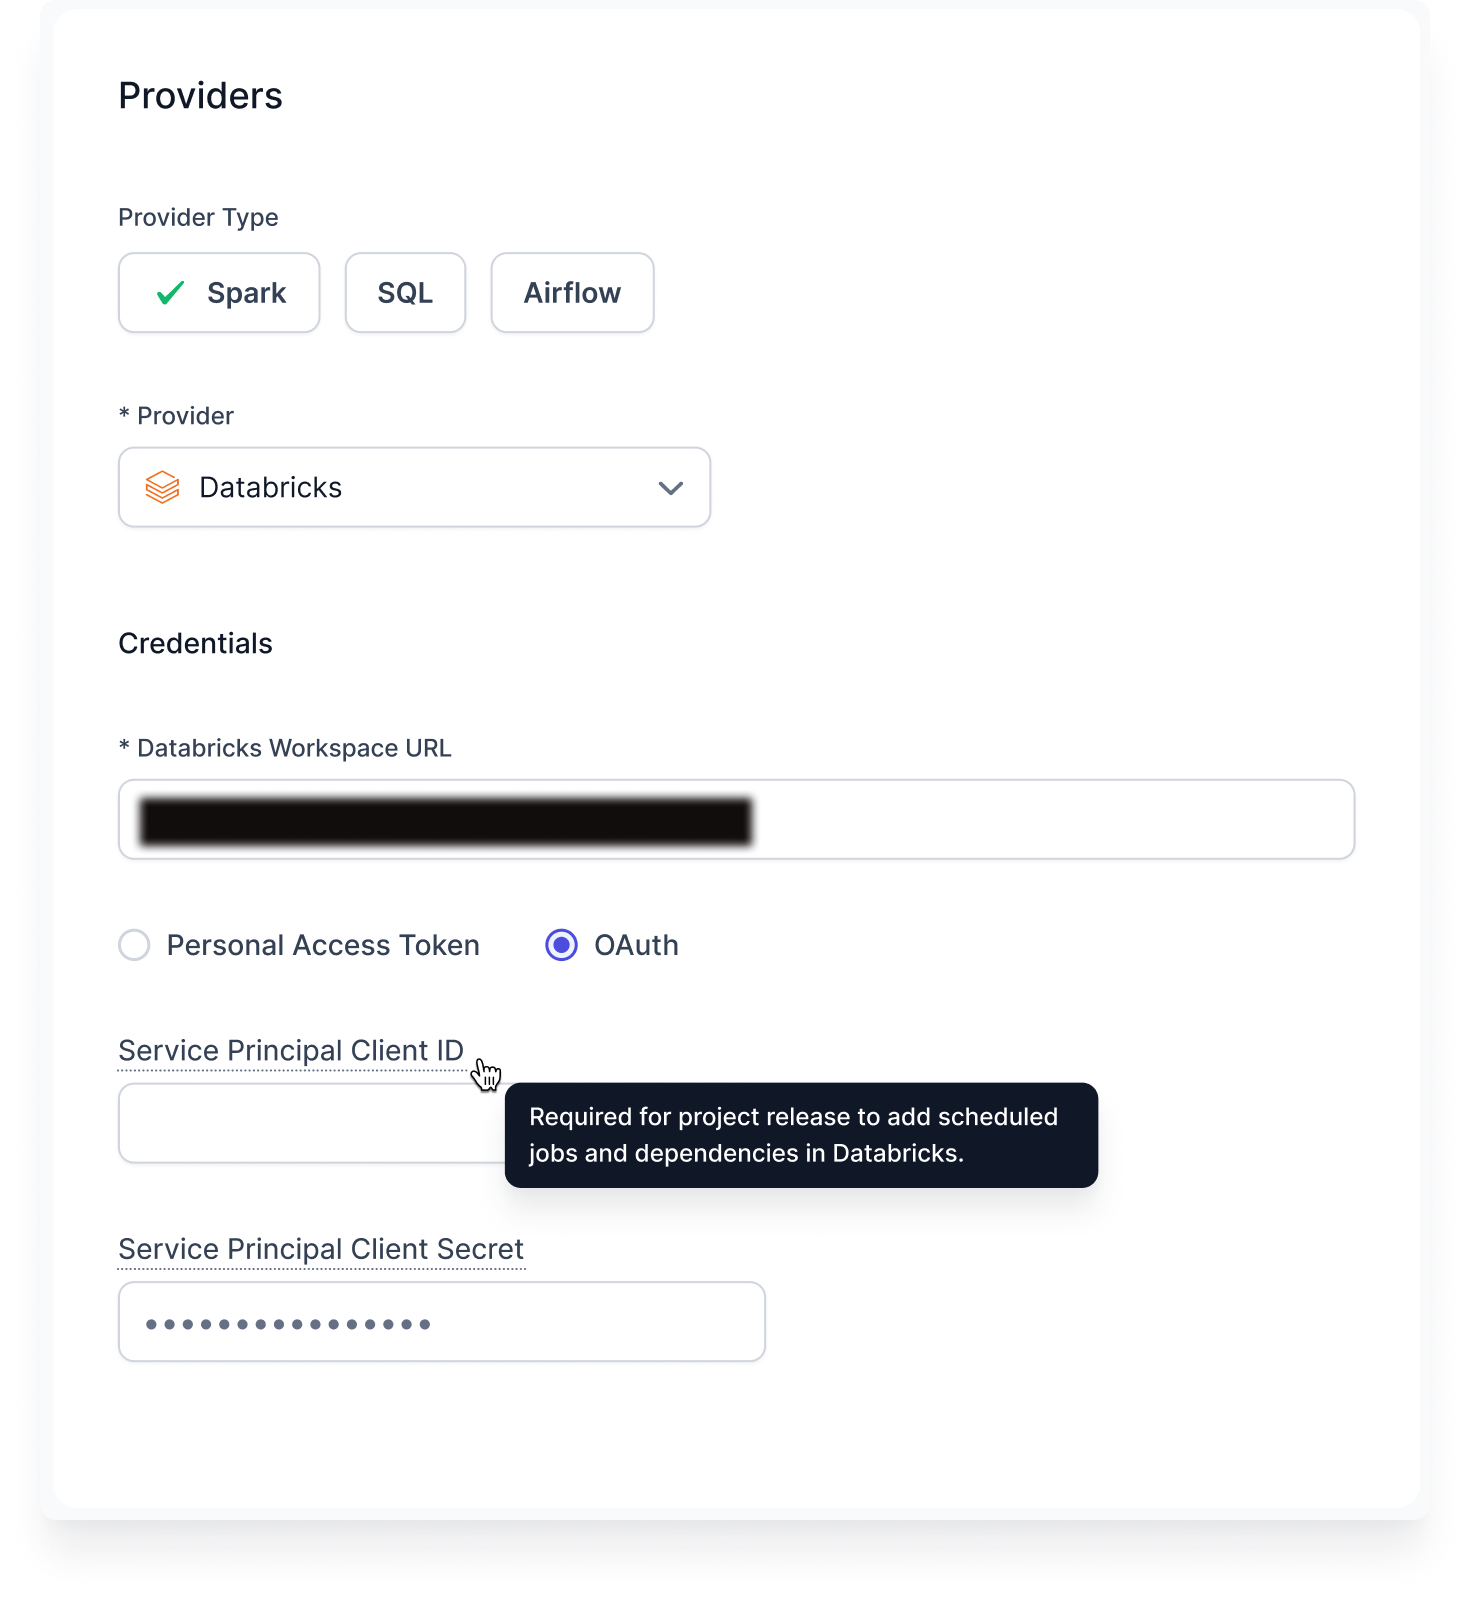 Providers
Provider Type
Spark
SQL
Airflow
* Provider
Databricks
Credentials
* Databricks Workspace URL
Personal Access Token
OAuth
Service Principal Client ID
Required for project release to add scheduled
jobs and dependencies in Databricks.
Service Principal Client Secret
••••••••••••••••